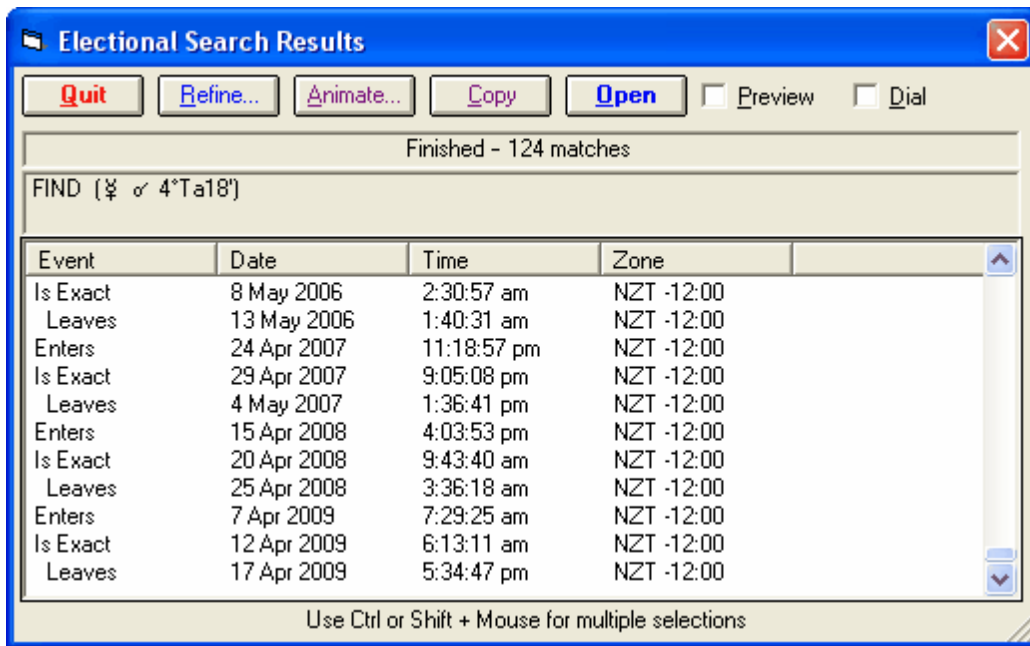 Electional Search Results
Quit Refine... Animate... Copy Open Preview Dial
Finished - 124 matches
FIND (☿ ☌ 4°Ta18')
Event Date Time Zone
Is Exact 8 May 2006 2:30:57 am NZT -12:00
Leaves 13 May 2006 1:40:31 am NZT -12:00
Enters 24 Apr 2007 11:18:57 pm NZT -12:00
Is Exact 29 Apr 2007 9:05:08 pm NZT -12:00
Leaves 4 May 2007 1:36:41 pm NZT -12:00
Enters 15 Apr 2008 4:03:53 pm NZT -12:00
Is Exact 20 Apr 2008 9:43:40 am NZT -12:00
Leaves 25 Apr 2008 3:36:18 am NZT -12:00
Enters 7 Apr 2009 7:29:25 am NZT -12:00
Is Exact 12 Apr 2009 6:13:11 am NZT -12:00
Leaves 17 Apr 2009 5:34:47 pm NZT -12:00
Use Ctrl or Shift + Mouse for multiple selections